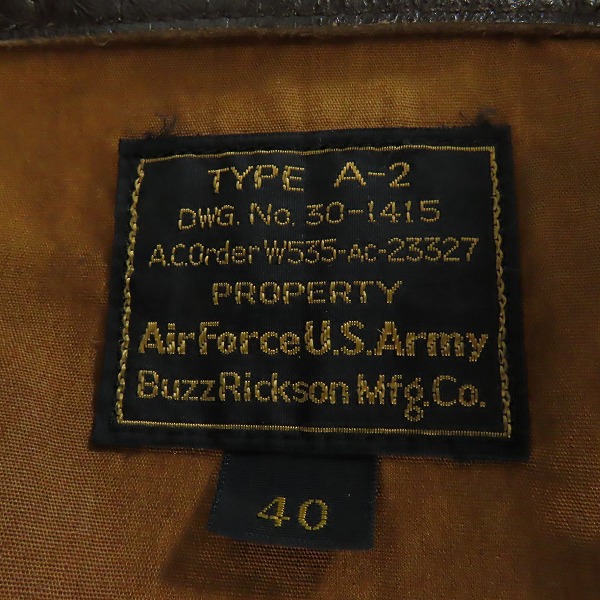 TYPE A-2
DWG. No. 30-1415
A.C.Order W535-AC-23327
PROPERTY
Air Force U.S. Army
Buzz Rickson Mfg. Co.
40